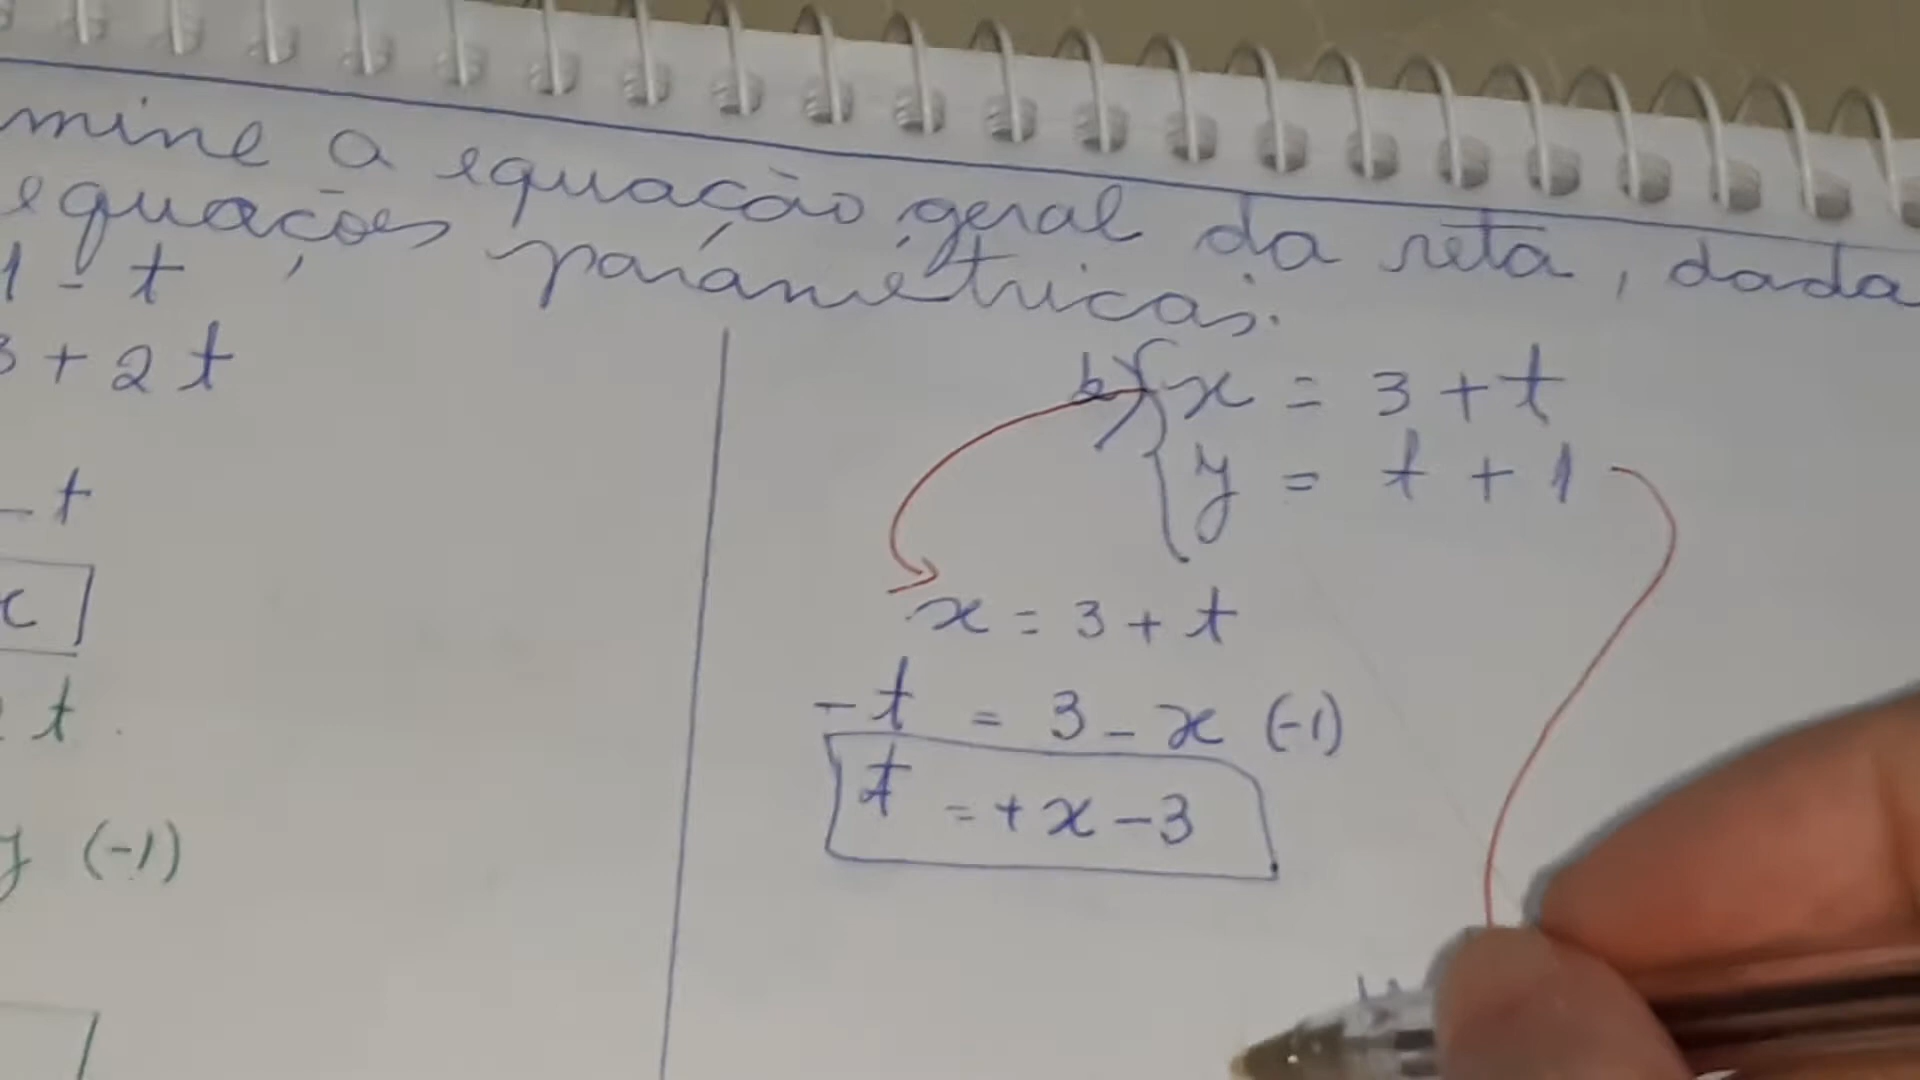 mine a equação geral da reta, dada
equações paramétricas.
1 - t
3 + 2t
- t
x
t
y (-1)
b) x = 3 + t
y = t + 1
x = 3 + t
-t = 3 - x (-1)
t = + x - 3